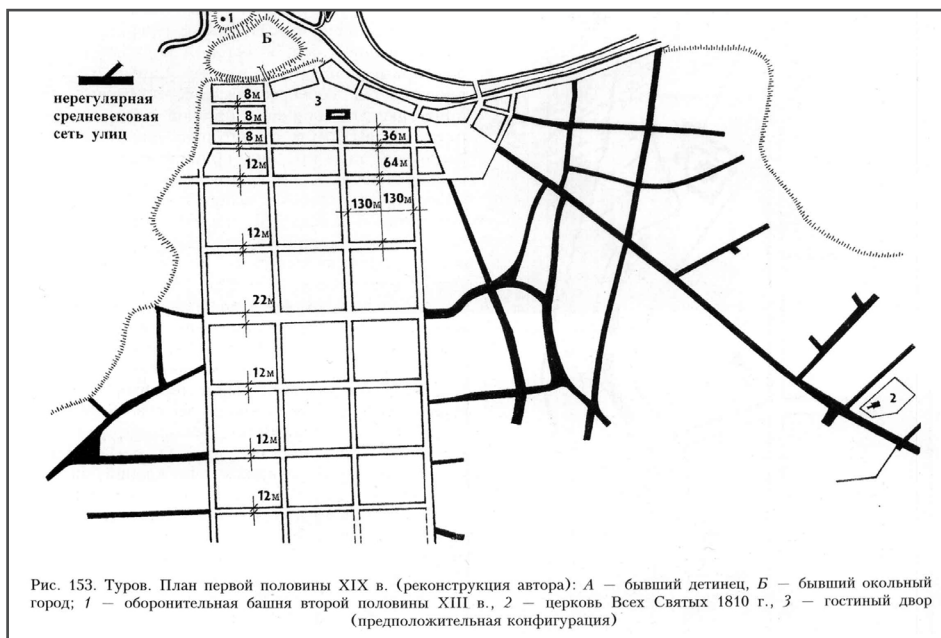 1
Б
нерегулярная
средневековая
сеть улиц
8м
3
8м
8м
36м
12м
64м
130м 130м
12м
22м
12м
2
12м
12м
Рис. 153. Туров. План первой половины XIX в. (реконструкция автора): А — бывший детинец, Б — бывший окольный
город; 1 — оборонительная башня второй половины XIII в., 2 — церковь Всех Святых 1810 г., 3 — гостиный двор
(предположительная конфигурация)